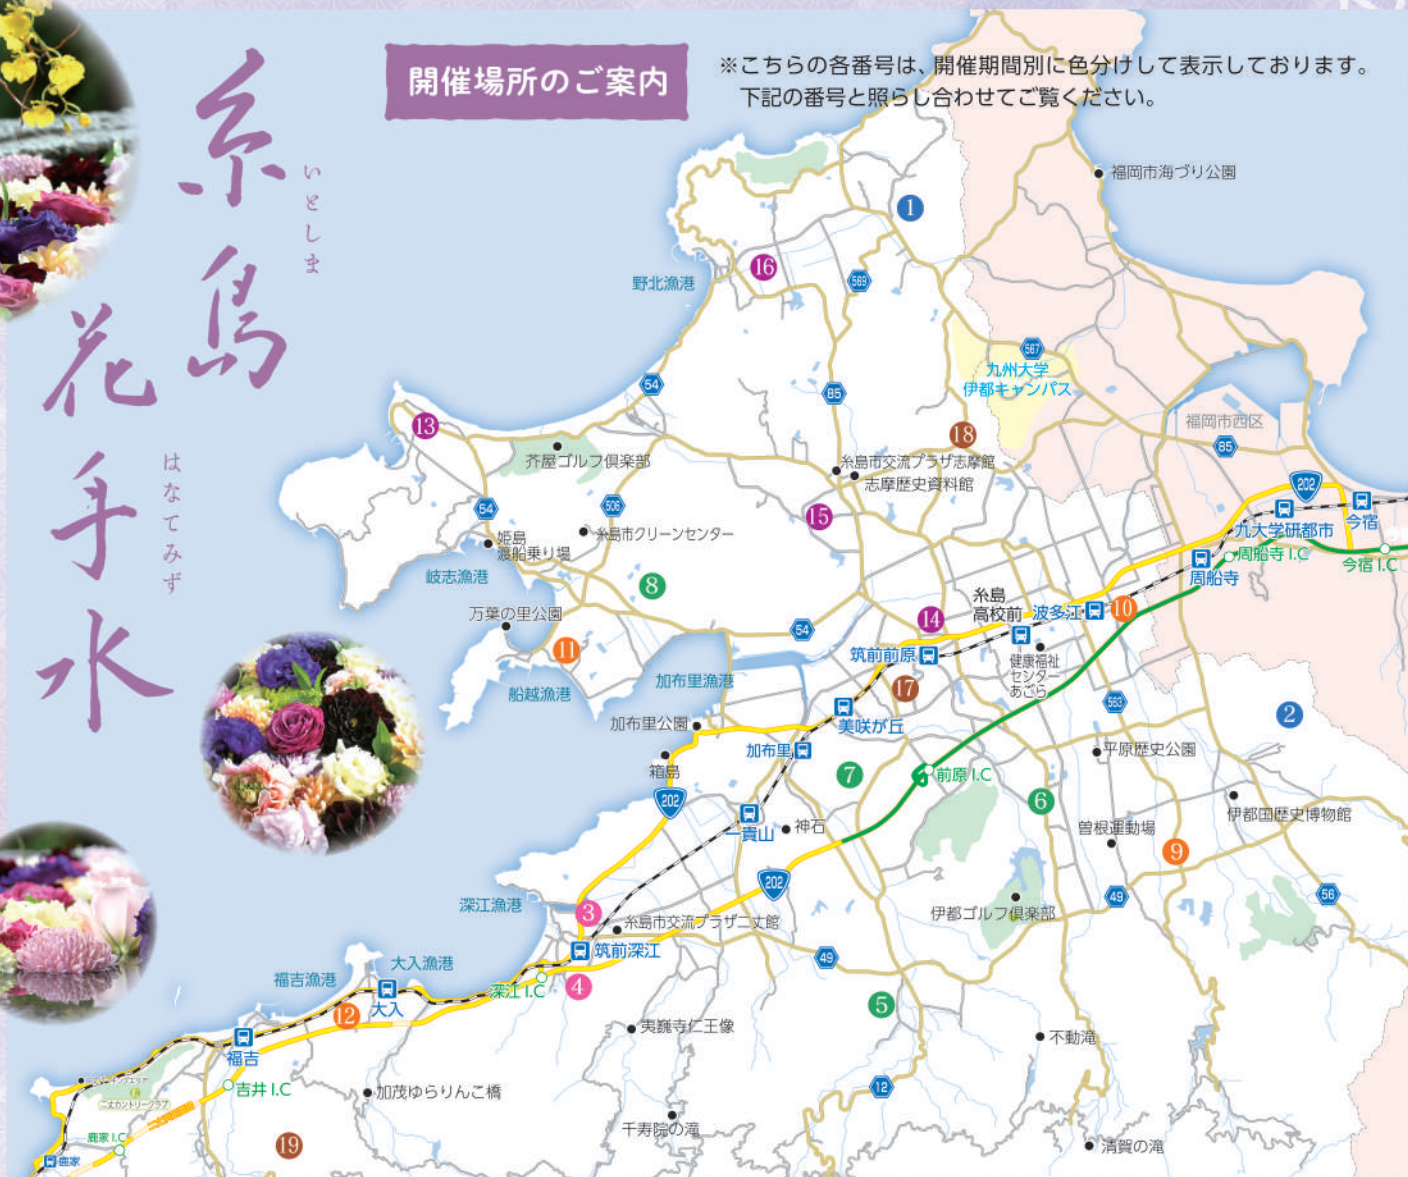 糸島
いとしま
花手水
はなてみず
開催場所のご案内
※こちらの各番号は、開催期間別に色分けして表示しております。
下記の番号と照らし合わせてご覧ください。
福岡市海づり公園
1
16
野北漁港
569
567
九州大学
伊都キャンパス
54
85
福岡市西区
85
13
18
芥屋ゴルフ倶楽部
糸島市交流プラザ志摩館
志摩歴史資料館
202
今宿
九大学研都市
54
506
15
糸島市クリーンセンター
姫島
渡船乗り場
周船寺 I.C
今宿 I.C
周船寺
岐志漁港
8
糸島
高校前
波多江
10
万葉の里公園
14
54
11
筑前前原
健康福祉
センター
あごら
加布里漁港
船越漁港
17
563
2
加布里公園
美咲が丘
加布里
平原歴史公園
箱島
7
前原 I.C
202
6
伊都国歴史博物館
一貴山
神石
曽根運動場
9
202
49
56
深江漁港
3
伊都ゴルフ倶楽部
糸島市交流プラザ二丈館
筑前深江
49
大入漁港
福吉漁港
深江 I.C
4
大入
5
12
夷巍寺仁王像
不動滝
福吉
吉井 I.C
加茂ゆらりんこ橋
12
二丈カントリークラブ
千寿院の滝
鹿家 I.C
19
清賀の滝
鹿家